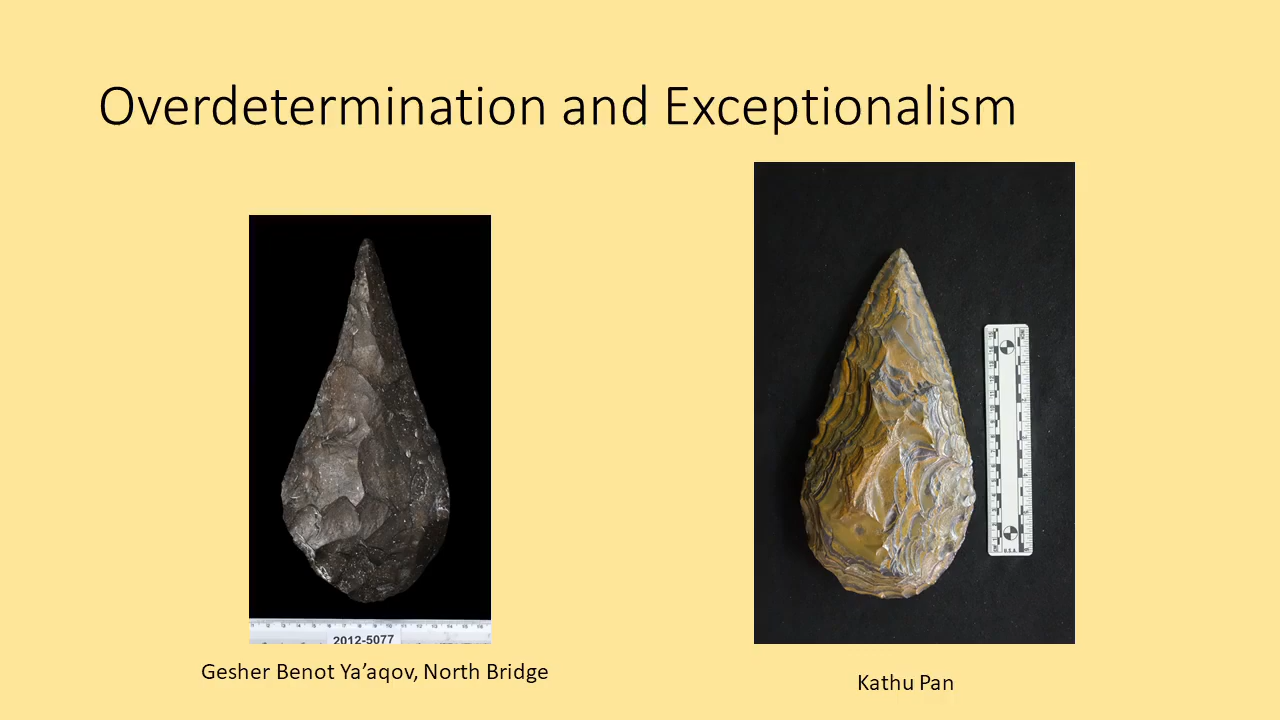 Overdetermination and Exceptionalism
2012-5077
U.S.A
Gesher Benot Ya’aqov, North Bridge
Kathu Pan